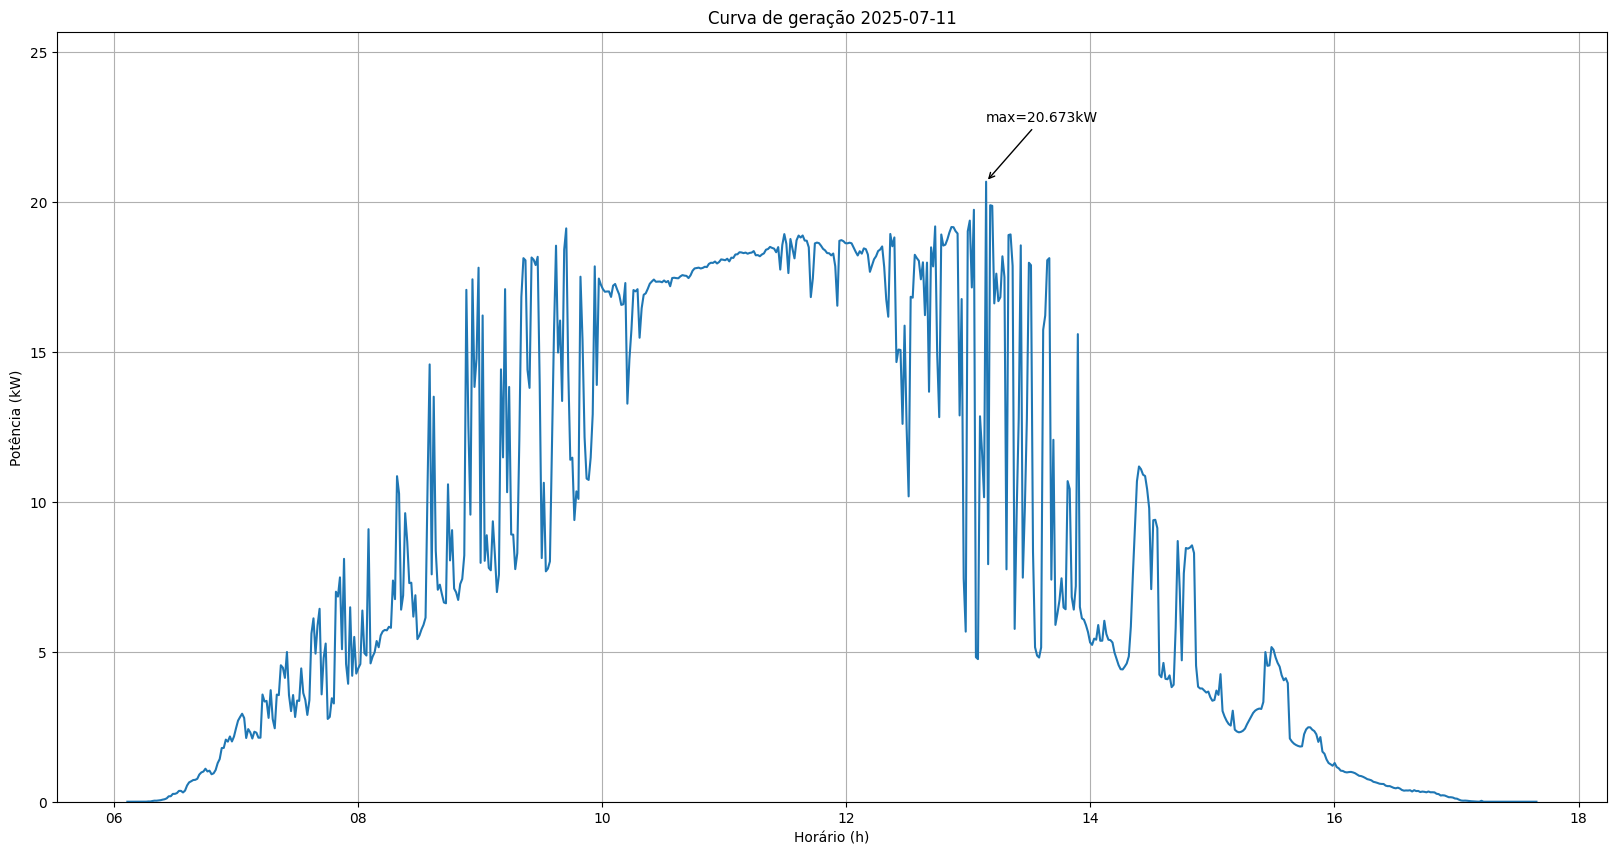 Curva de geração 2025-07-11
25
20
15
10
5
0
Potência (kW)
max=20.673kW
06 08 10 12 14 16 18
Horário (h)